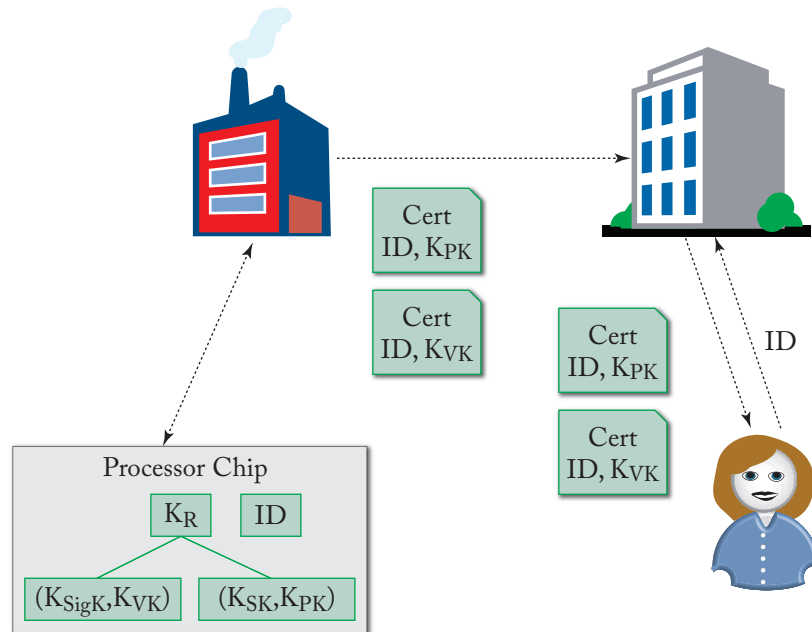 Cert
ID, KPK
Cert
ID, KVK
Cert
ID, KPK
ID
Cert
ID, KVK
Processor Chip
KR
ID
(KSigK,KVK)
(KSK,KPK)